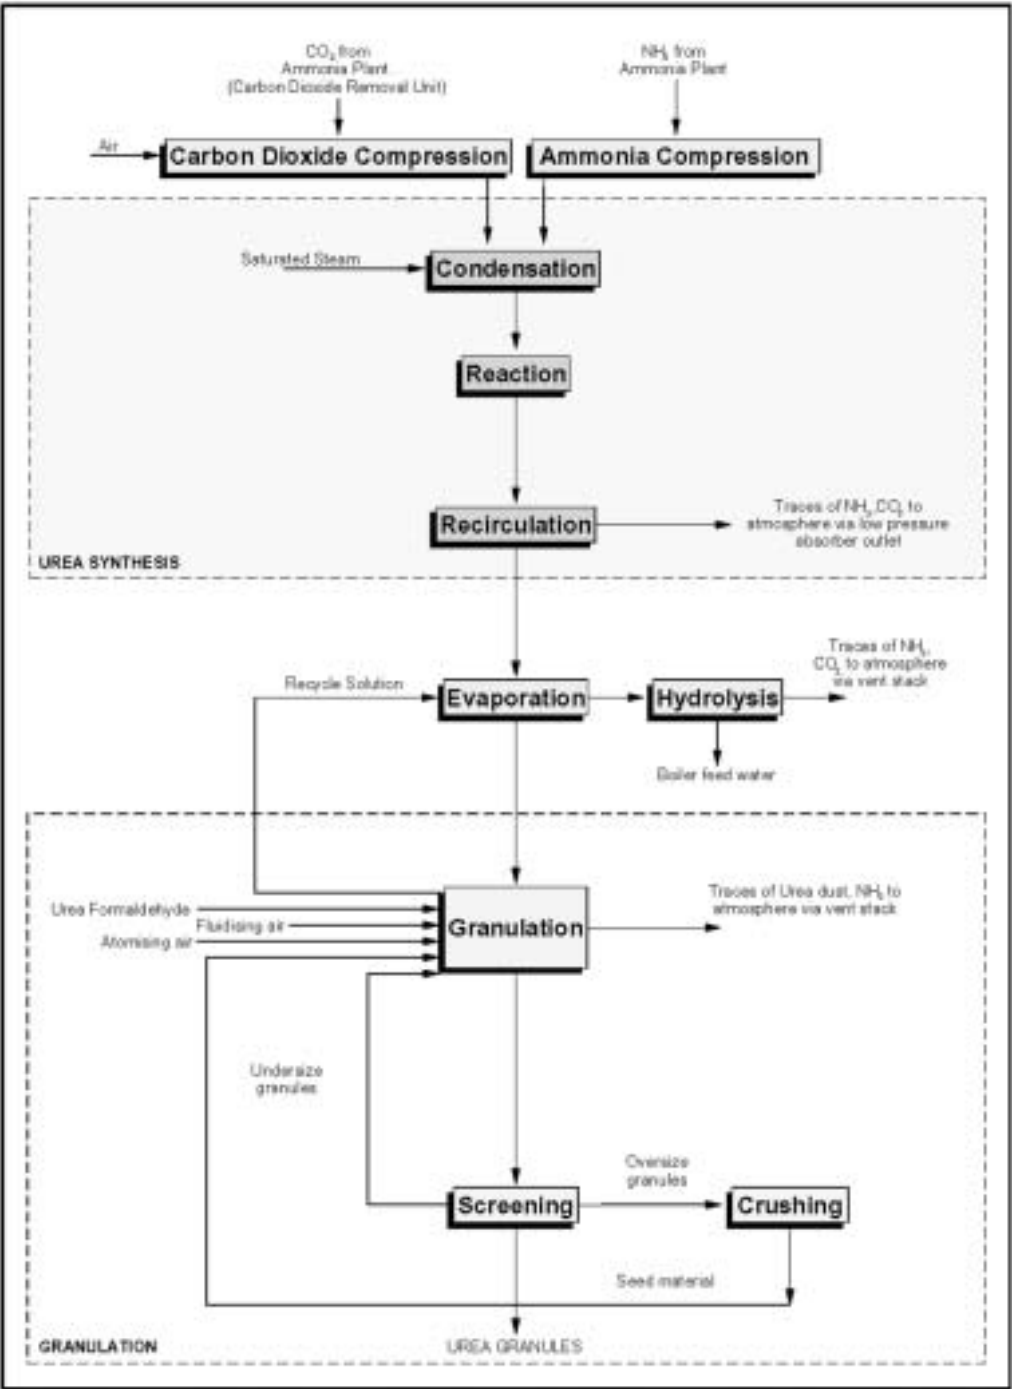 CO₂ from
Ammonia Plant
(Carbon Dioxide Removal Unit)
NH₃ from
Ammonia Plant
Air
Carbon Dioxide Compression
Ammonia Compression
Saturated Steam
Condensation
Reaction
Recirculation
Traces of NH₃,CO₂ to
atmosphere via low pressure
absorber outlet
UREA SYNTHESIS
Traces of NH₃,
CO₂ to atmosphere
via vent stack
Recycle Solution
Evaporation
Hydrolysis
Boiler feed water
Urea Formaldehyde
Fluidising air
Atomising air
Granulation
Traces of Urea dust, NH₃ to
atmosphere via vent stack
Undersize
granules
Oversize
granules
Screening
Crushing
Seed material
GRANULATION
UREA GRANULES